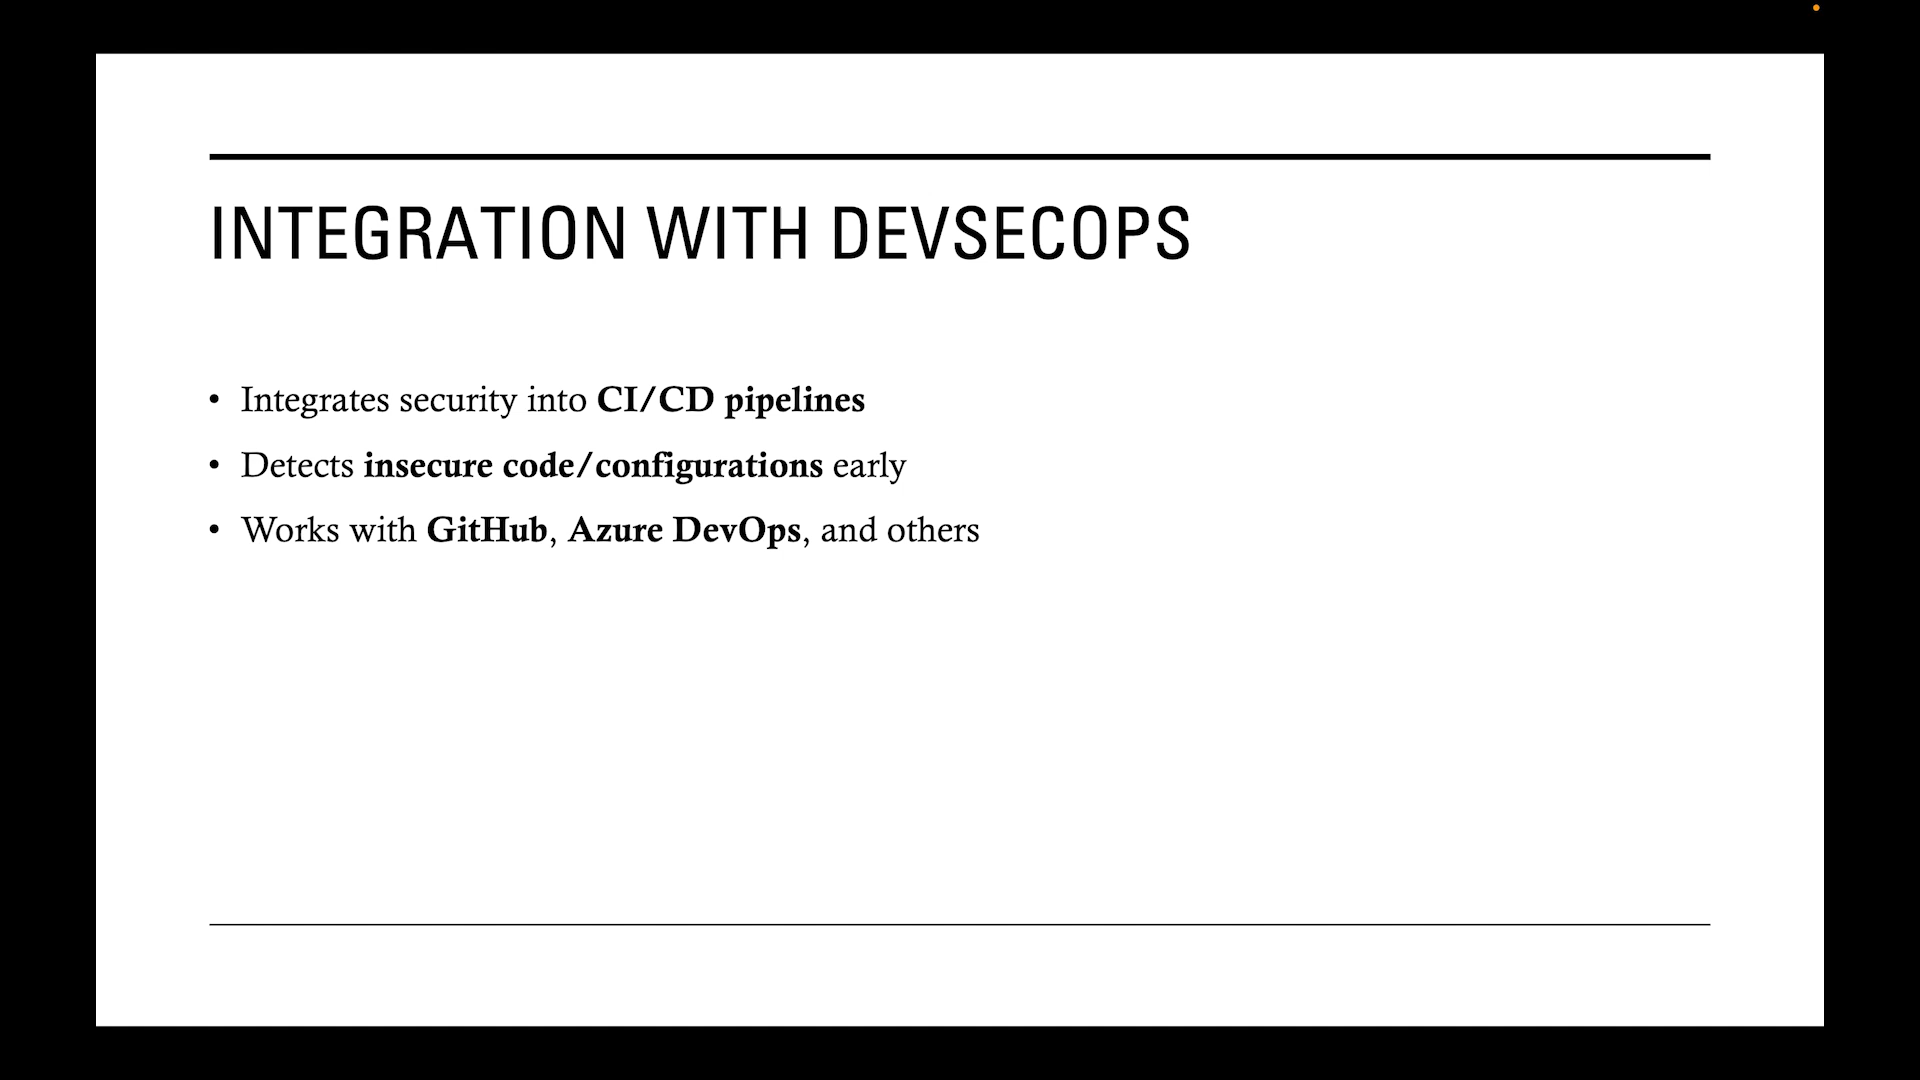 INTEGRATION WITH DEVSECOPS
• Integrates security into CI/CD pipelines
• Detects insecure code/configurations early
• Works with GitHub, Azure DevOps, and others